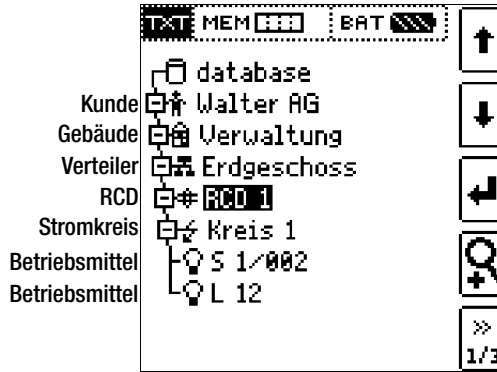 TXT MEM BAT
database
Kunde Walter AG
Gebäude Verwaltung
Verteiler Erdgeschoss
RCD RCD 1
Stromkreis Kreis 1
Betriebsmittel S 1/002
Betriebsmittel L 12
»
1/3